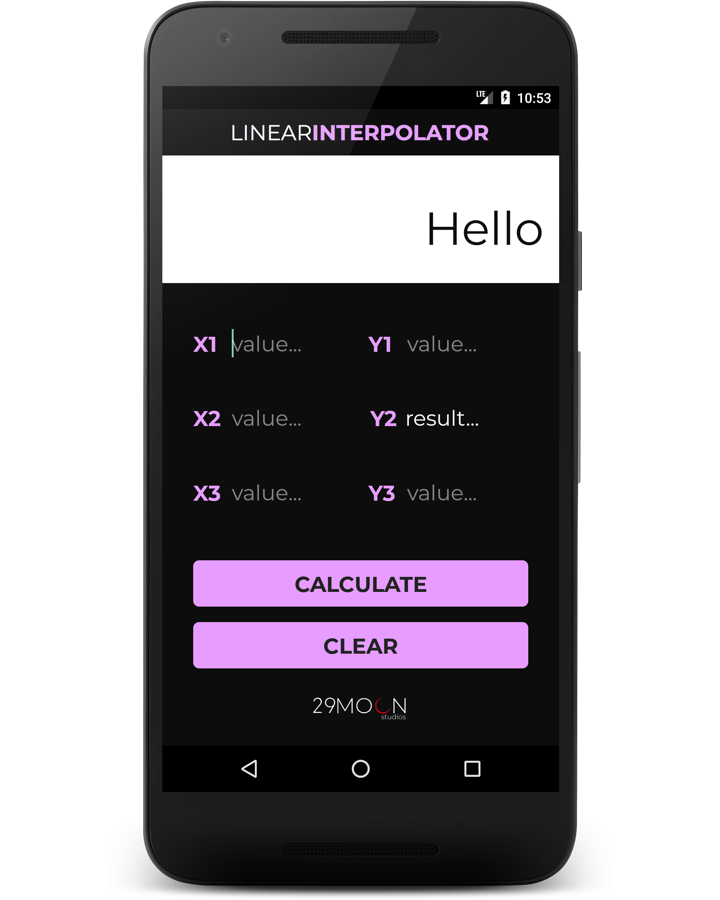 LTE 10:53
LINEARINTERPOLATOR
Hello
X1 value... Y1 value...
X2 value... Y2 result...
X3 value... Y3 value...
CALCULATE
CLEAR
29MOON
studios